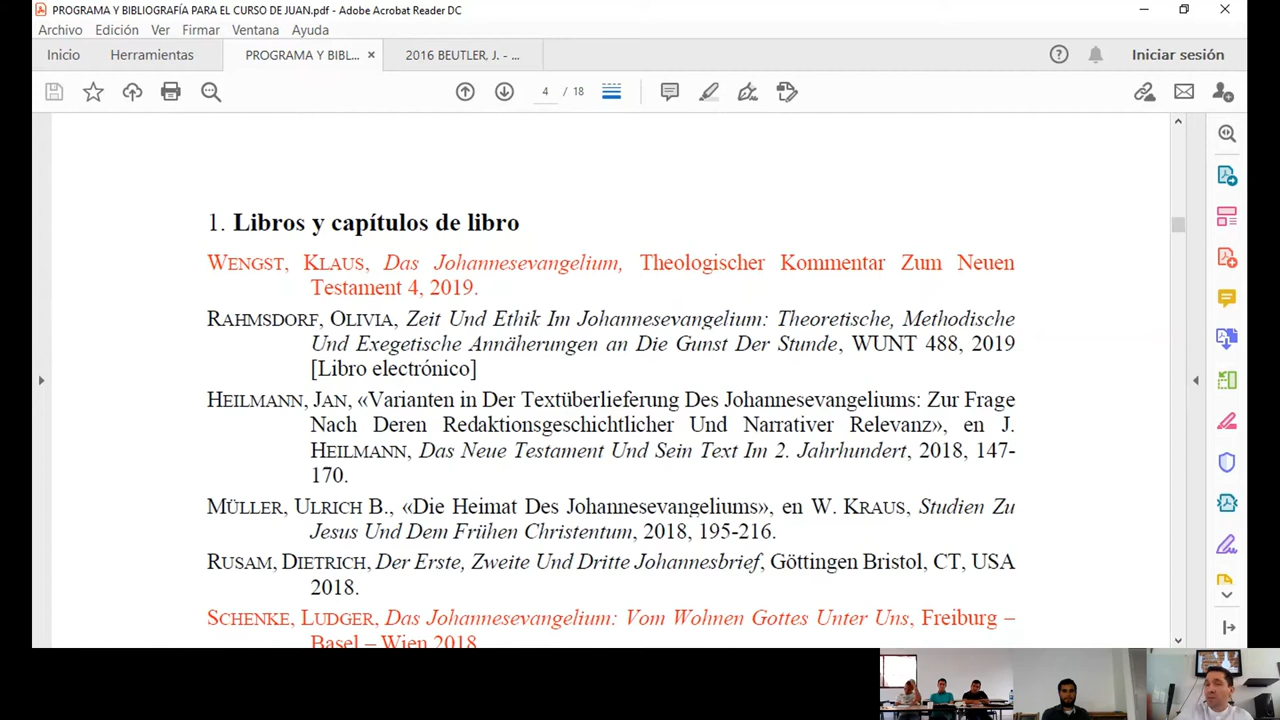 PROGRAMA Y BIBLIOGRAFÍA PARA EL CURSO DE JUAN.pdf - Adobe Acrobat Reader DC
Archivo Edición Ver Firmar Ventana Ayuda
Inicio Herramientas PROGRAMA Y BIBL... × 2016 BEUTLER, J. - ... Iniciar sesión
4 / 18
1. Libros y capítulos de libro
WENGST, KLAUS, Das Johannesevangelium, Theologischer Kommentar Zum Neuen
Testament 4, 2019.
RAHMSDORF, OLIVIA, Zeit Und Ethik Im Johannesevangelium: Theoretische, Methodische
Und Exegetische Annäherungen an Die Gunst Der Stunde, WUNT 488, 2019
[Libro electrónico]
HEILMANN, JAN, «Varianten in Der Textüberlieferung Des Johannesevangeliums: Zur Frage
Nach Deren Redaktionsgeschichtlicher Und Narrativer Relevanz», en J.
HEILMANN, Das Neue Testament Und Sein Text Im 2. Jahrhundert, 2018, 147-
170.
MÜLLER, ULRICH B., «Die Heimat Des Johannesevangeliums», en W. KRAUS, Studien Zu
Jesus Und Dem Frühen Christentum, 2018, 195-216.
RUSAM, DIETRICH, Der Erste, Zweite Und Dritte Johannesbrief, Göttingen Bristol, CT, USA
2018.
SCHENKE, LUDGER, Das Johannesevangelium: Vom Wohnen Gottes Unter Uns, Freiburg –
Basel – Wien 2018